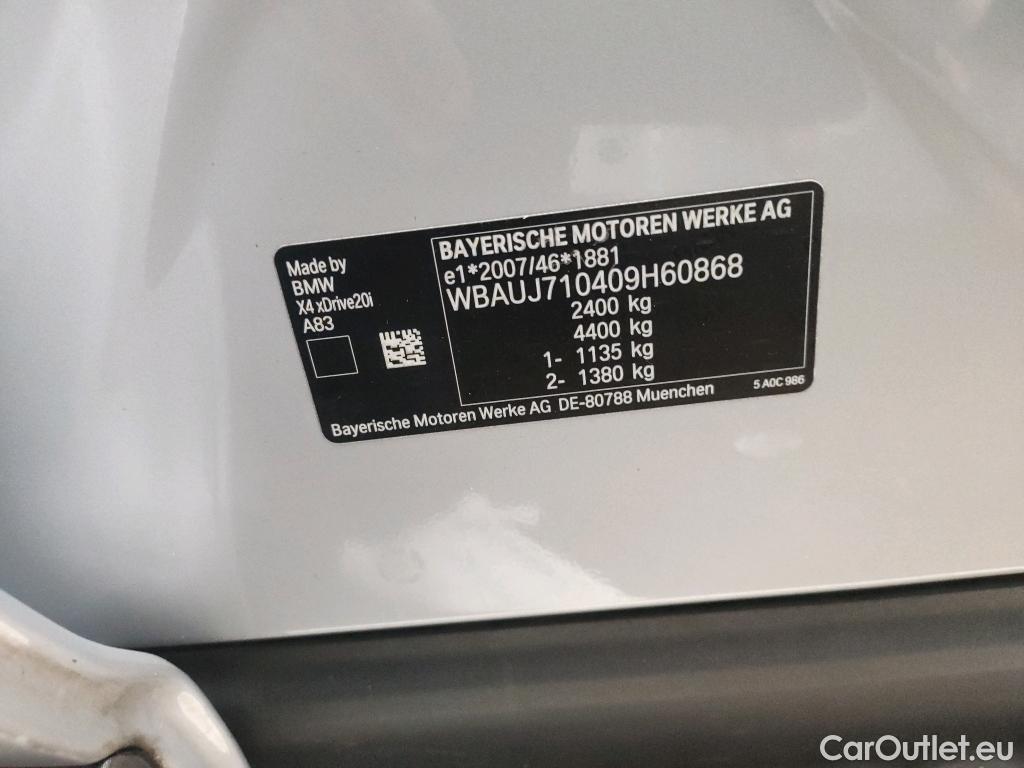 Made by
BMW
X4 xDrive20i
A83
BAYERISCHE MOTOREN WERKE AG
e1*2007/46*1881
WBAUJ710409H60868
2400 kg
4400 kg
1- 1135 kg
2- 1380 kg
Bayerische Motoren Werke AG DE-80788 Muenchen
5 A0C 986
CarOutlet.eu